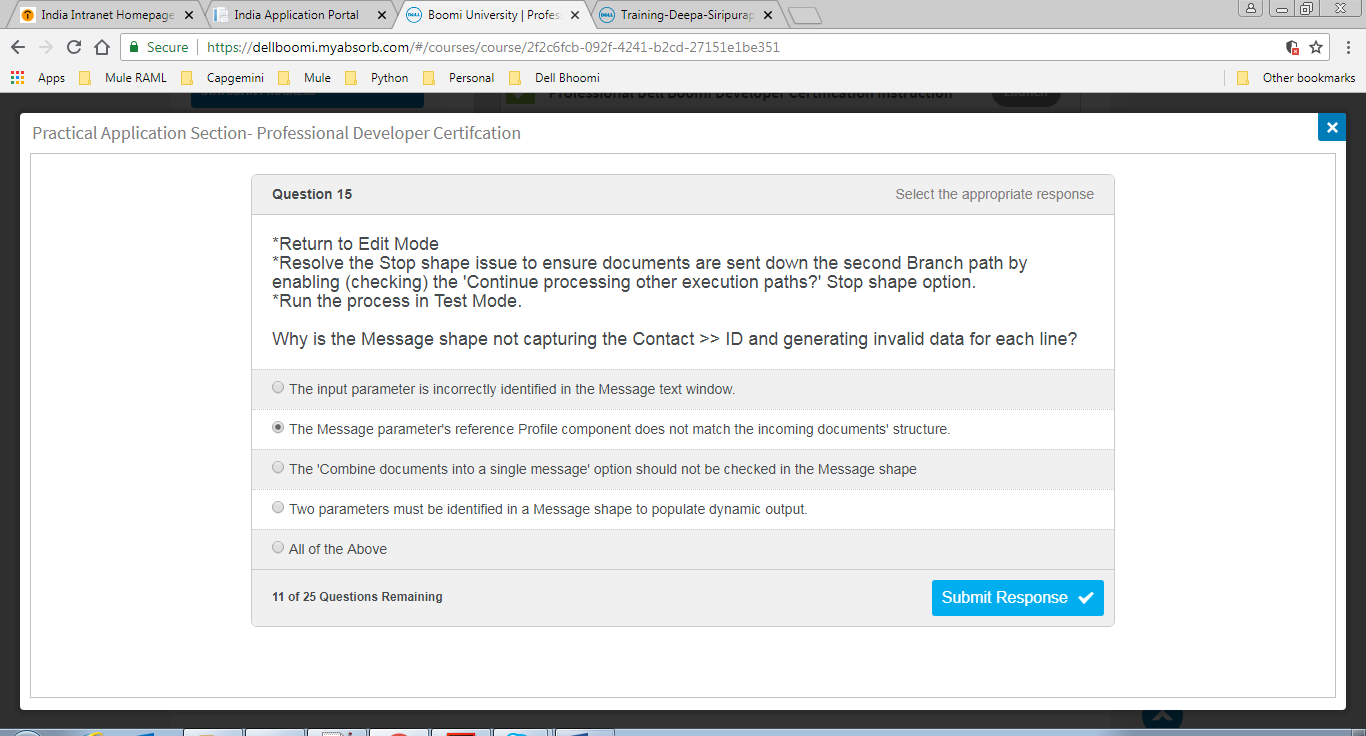 India Intranet Homepage
India Application Portal
Boomi University | Profes
Training-Deepa-Siripurap
Secure
https://dellboomi.myabsorb.com/#/courses/course/2f2c6fcb-092f-4241-b2cd-27151e1be351
Apps
Mule RAML
Capgemini
Mule
Python
Personal
Dell Bhoomi
Other bookmarks
Professional Dell Boomi Developer Certification Instruction
Practical Application Section- Professional Developer Certifcation
Question 15
Select the appropriate response
*Return to Edit Mode
*Resolve the Stop shape issue to ensure documents are sent down the second Branch path by
enabling (checking) the 'Continue processing other execution paths?' Stop shape option.
*Run the process in Test Mode.
Why is the Message shape not capturing the Contact >> ID and generating invalid data for each line?
The input parameter is incorrectly identified in the Message text window.
The Message parameter's reference Profile component does not match the incoming documents' structure.
The 'Combine documents into a single message' option should not be checked in the Message shape
Two parameters must be identified in a Message shape to populate dynamic output.
All of the Above
11 of 25 Questions Remaining
Submit Response